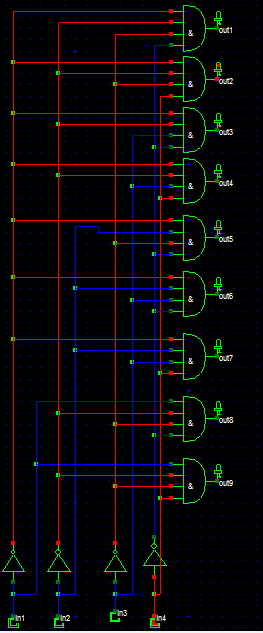 &
out1
&
out2
&
out3
&
out4
&
out5
&
out6
&
out7
&
out8
&
out9
In1 In2 In3 In4